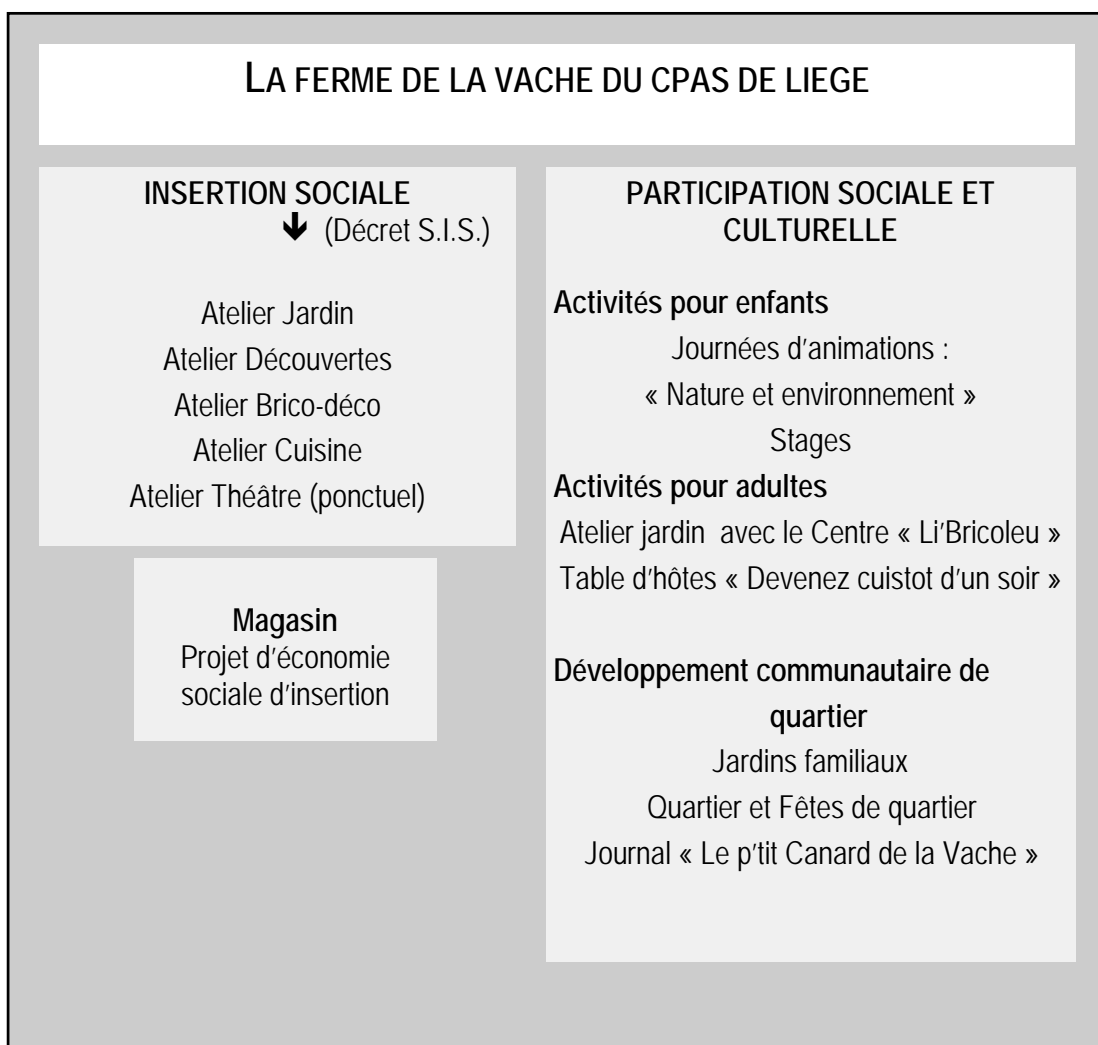 LA FERME DE LA VACHE DU CPAS DE LIEGE
INSERTION SOCIALE
🡻 (Décret S.I.S.)
Atelier Jardin
Atelier Découvertes
Atelier Brico-déco
Atelier Cuisine
Atelier Théâtre (ponctuel)
Magasin
Projet d'économie
sociale d'insertion
PARTICIPATION SOCIALE ET
CULTURELLE
Activités pour enfants
Journées d'animations :
« Nature et environnement »
Stages
Activités pour adultes
Atelier jardin avec le Centre « Li'Bricoleu »
Table d'hôtes « Devenez cuistot d'un soir »
Développement communautaire de
quartier
Jardins familiaux
Quartier et Fêtes de quartier
Journal « Le p'tit Canard de la Vache »